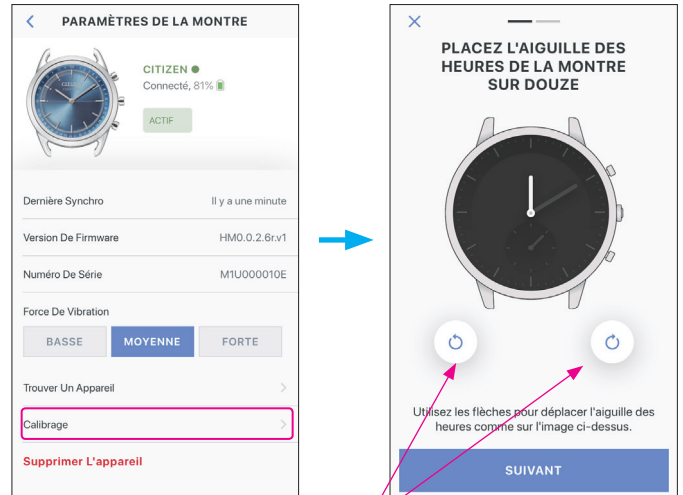 PARAMÈTRES DE LA MONTRE
CITIZEN
Connecté, 81%
ACTIF
Dernière Synchro Il y a une minute
Version De Firmware HM0.0.2.6r.v1
Numéro De Série M1U000010E
Force De Vibration
BASSE MOYENNE FORTE
Trouver Un Appareil
Calibrage
Supprimer L'appareil
PLACEZ L'AIGUILLE DES
HEURES DE LA MONTRE
SUR DOUZE
Utilisez les flèches pour déplacer l'aiguille des
heures comme sur l'image ci-dessus.
SUIVANT